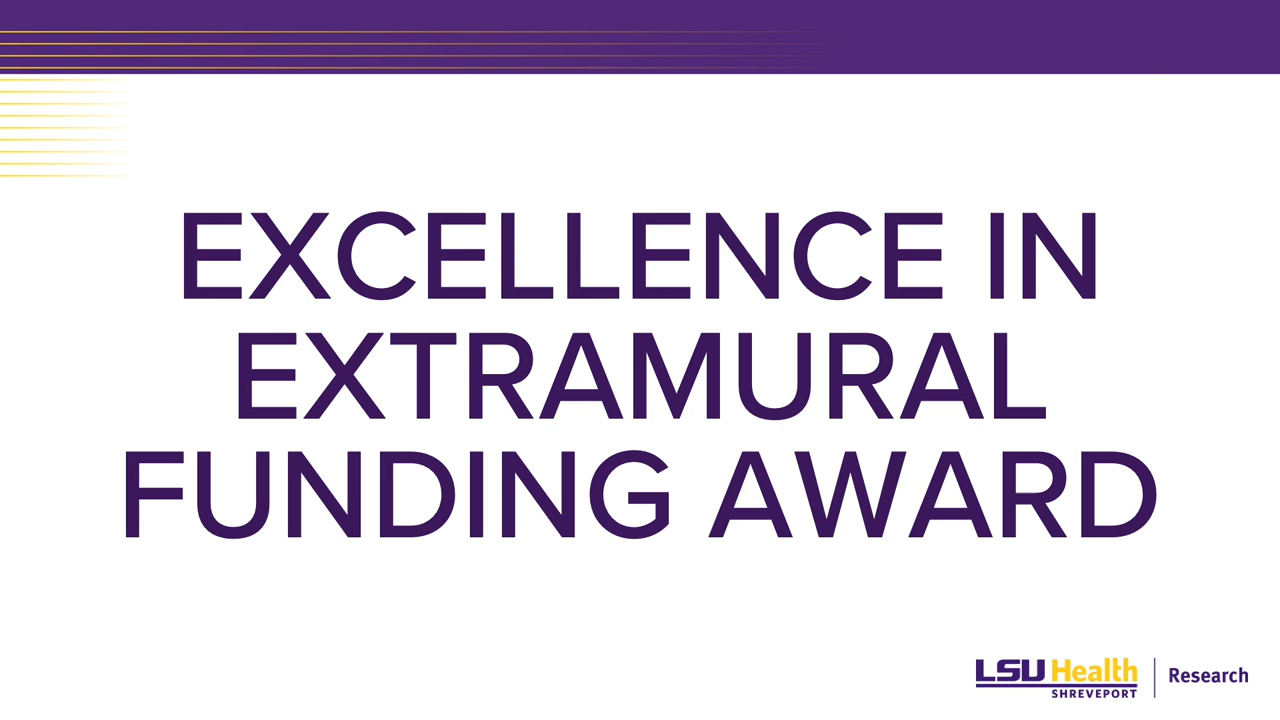 EXCELLENCE IN
EXTRAMURAL
FUNDING AWARD
LSU Health
SHREVEPORT
Research